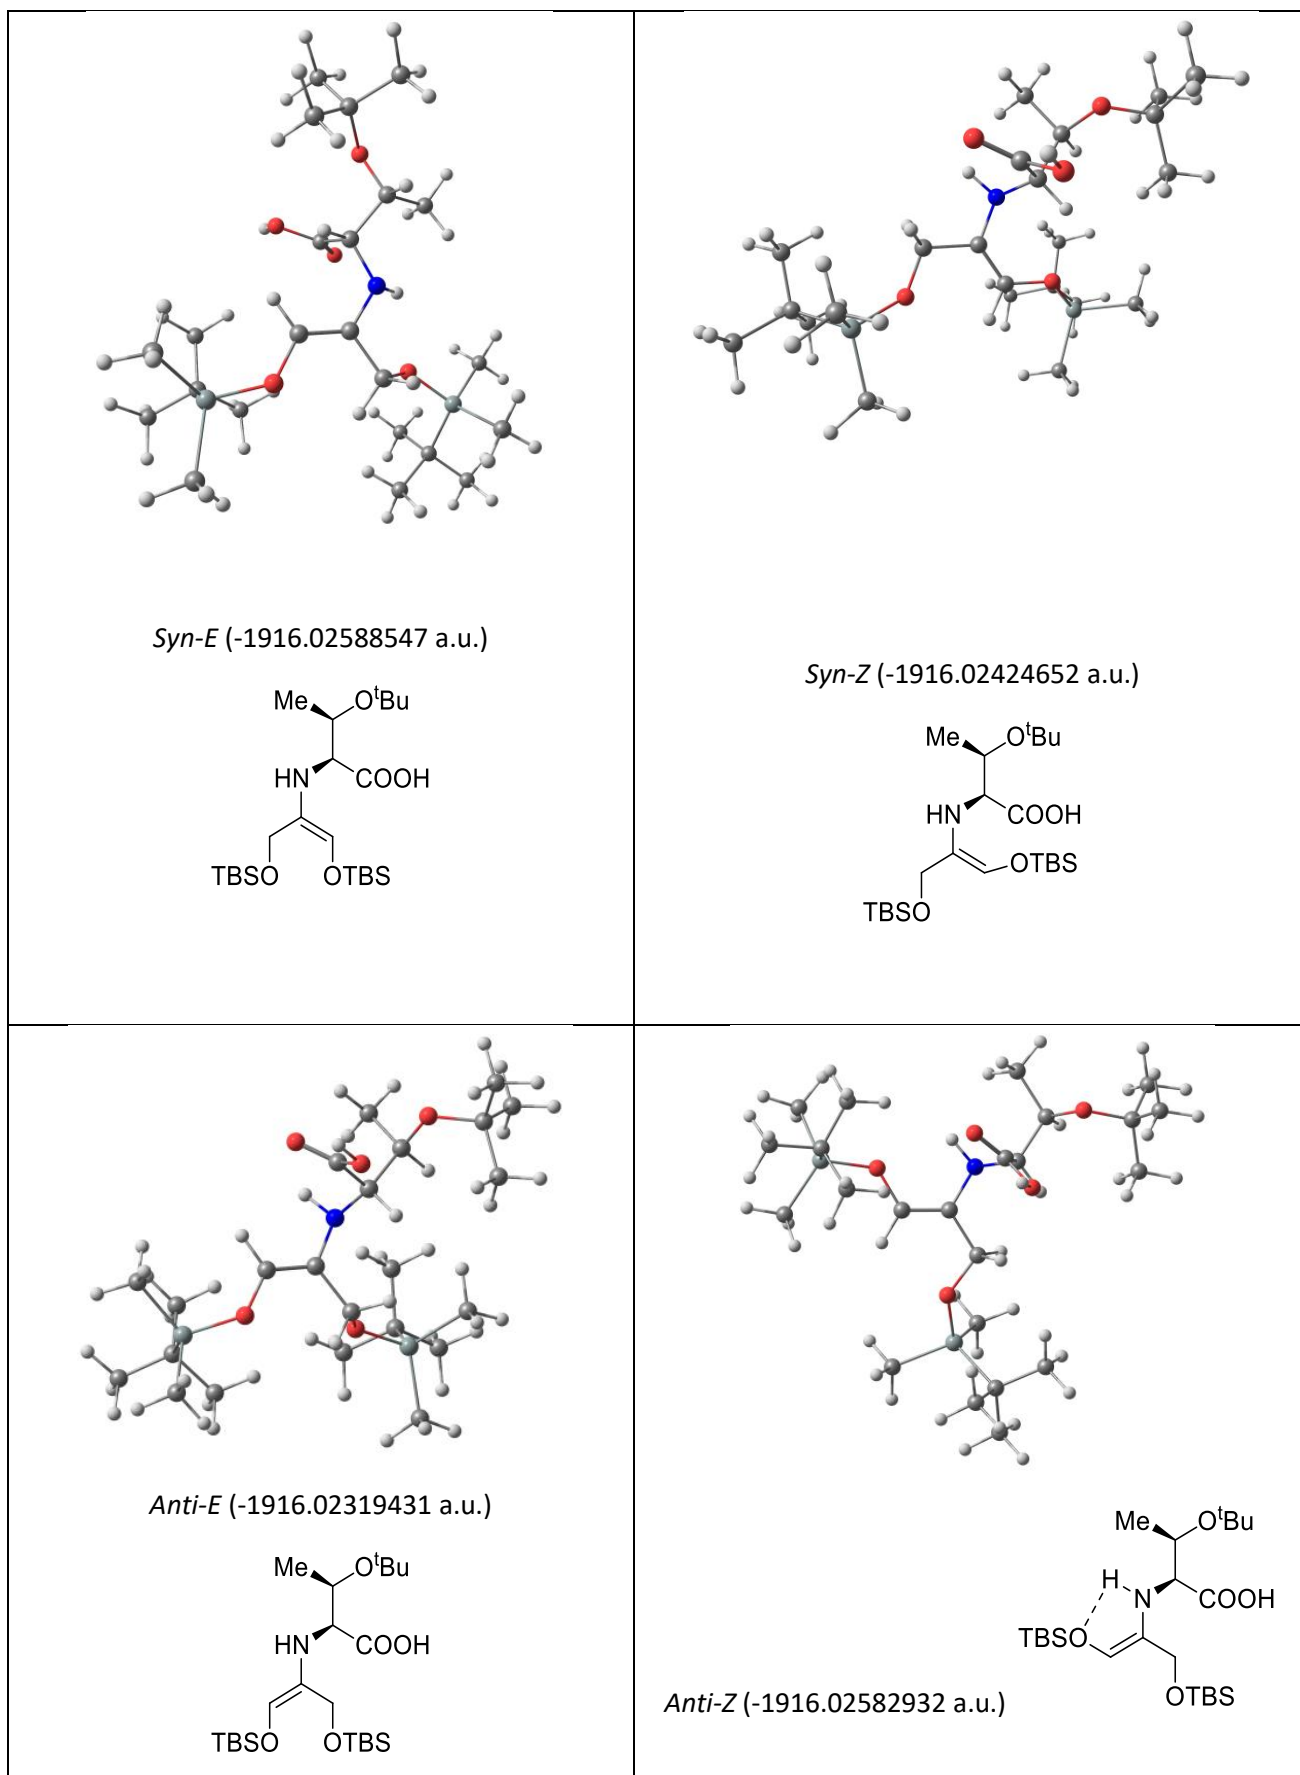 Syn-E (-1916.02588547 a.u.)
Me
OᵗBu
HN
COOH
TBSO
OTBS
Syn-Z (-1916.02424652 a.u.)
Me
OᵗBu
HN
COOH
OTBS
TBSO
Anti-E (-1916.02319431 a.u.)
Me
OᵗBu
HN
COOH
TBSO
OTBS
Me
OᵗBu
H
N
COOH
TBSO
OTBS
Anti-Z (-1916.02582932 a.u.)